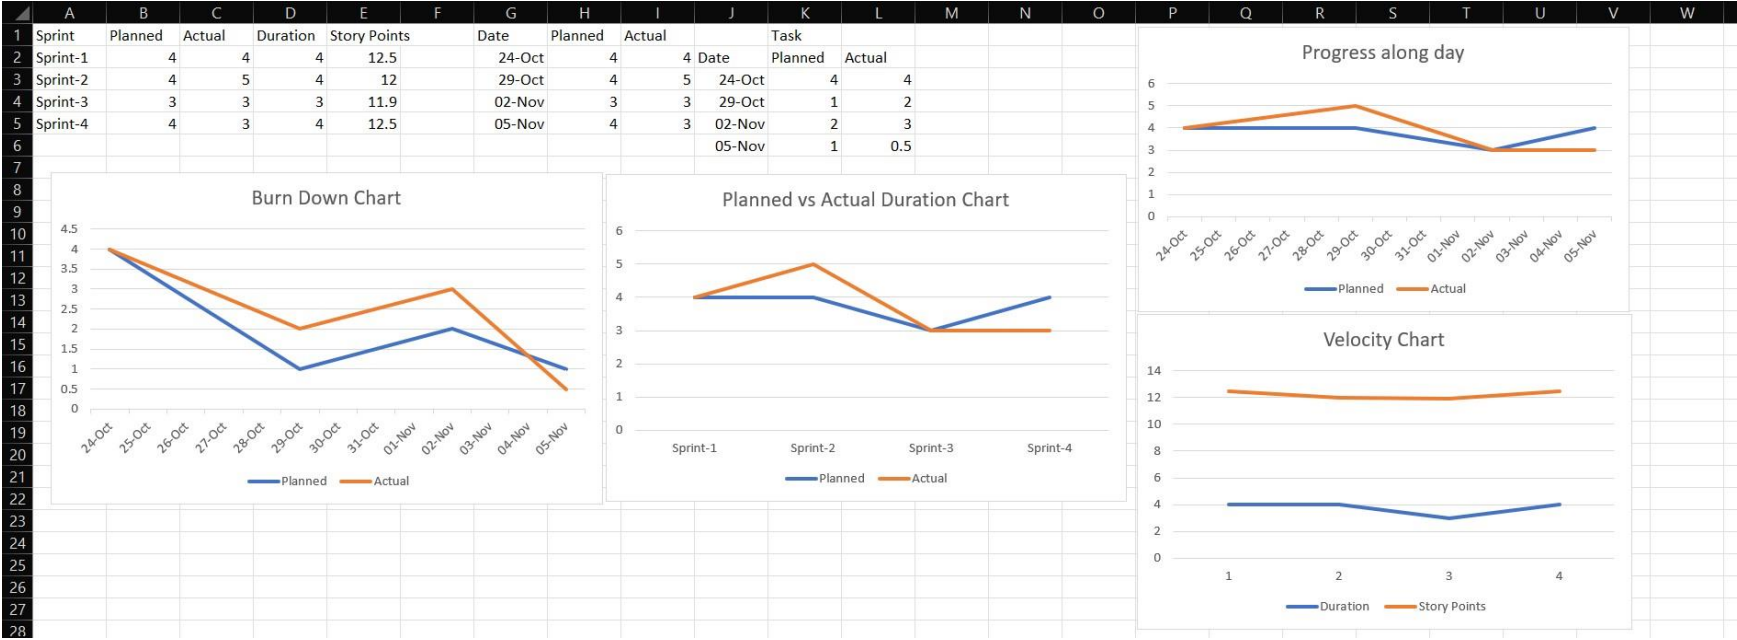 A B C D E F G H I J K L M N O P Q R S T U V W
1 Sprint Planned Actual Duration Story Points Date Planned Actual Task
2 Sprint-1 4 4 4 12.5 24-Oct 4 4 Date Planned Actual
3 Sprint-2 4 5 4 12 29-Oct 4 5 24-Oct 4 4
4 Sprint-3 3 3 3 11.9 02-Nov 3 3 29-Oct 1 2
5 Sprint-4 4 3 4 12.5 05-Nov 4 3 02-Nov 2 3
6 05-Nov 1 0.5
7
8
9
10
11
12
13
14
15
16
17
18
19
20
21
22
23
24
25
26
27
28
Burn Down Chart
4.5
4
3.5
3
2.5
2
1.5
1
0.5
0
24-Oct 25-Oct 26-Oct 27-Oct 28-Oct 29-Oct 30-Oct 31-Oct 01-Nov 02-Nov 03-Nov 04-Nov 05-Nov
Planned Actual
Planned vs Actual Duration Chart
6
5
4
3
2
1
0
Sprint-1 Sprint-2 Sprint-3 Sprint-4
Planned Actual
Progress along day
6
5
4
3
2
1
0
24-Oct 25-Oct 26-Oct 27-Oct 28-Oct 29-Oct 30-Oct 31-Oct 01-Nov 02-Nov 03-Nov 04-Nov 05-Nov
Planned Actual
Velocity Chart
14
12
10
8
6
4
2
0
1 2 3 4
Duration Story Points